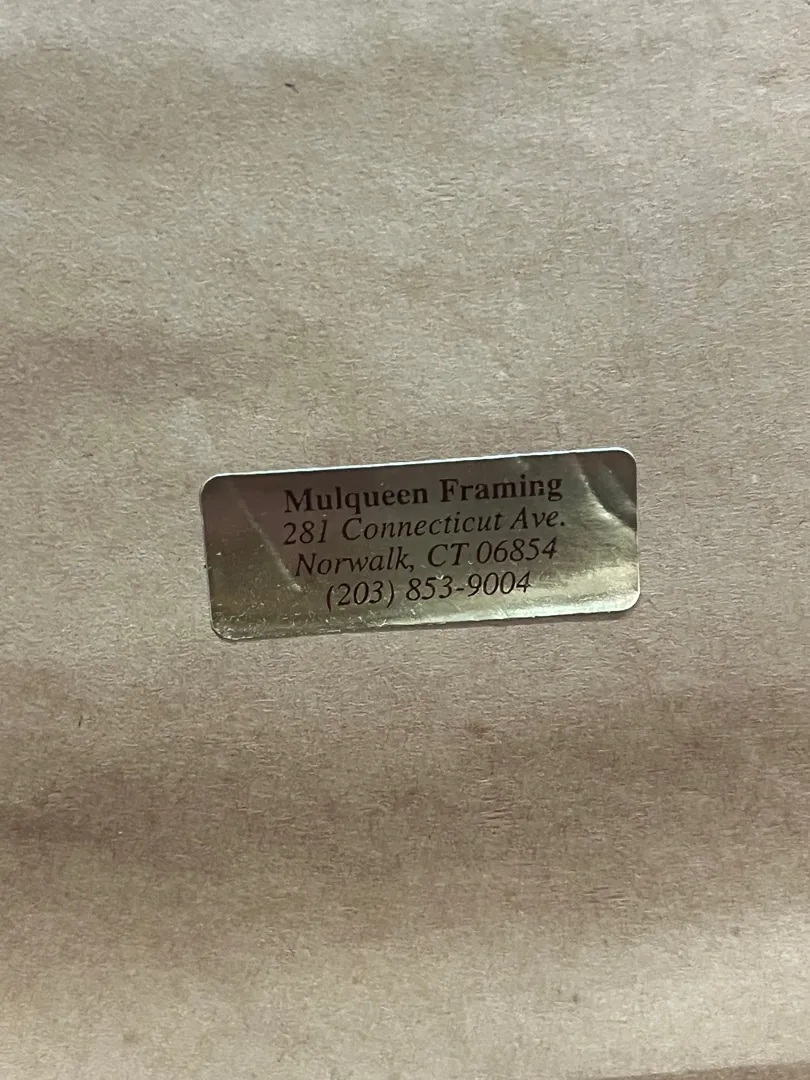 Mulqueen Framing
281 Connecticut Ave.
Norwalk, CT 06854
(203) 853-9004